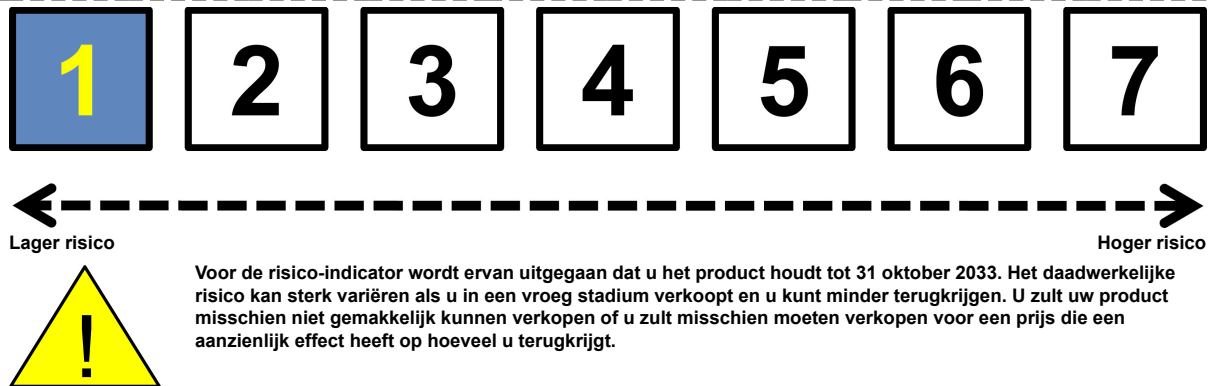 1 2 3 4 5 6 7
Lager risico Hoger risico
Voor de risico-indicator wordt ervan uitgegaan dat u het product houdt tot 31 oktober 2033. Het daadwerkelijke
risico kan sterk variëren als u in een vroeg stadium verkoopt en u kunt minder terugkrijgen. U zult uw product
misschien niet gemakkelijk kunnen verkopen of u zult misschien moeten verkopen voor een prijs die een
aanzienlijk effect heeft op hoeveel u terugkrijgt.
!